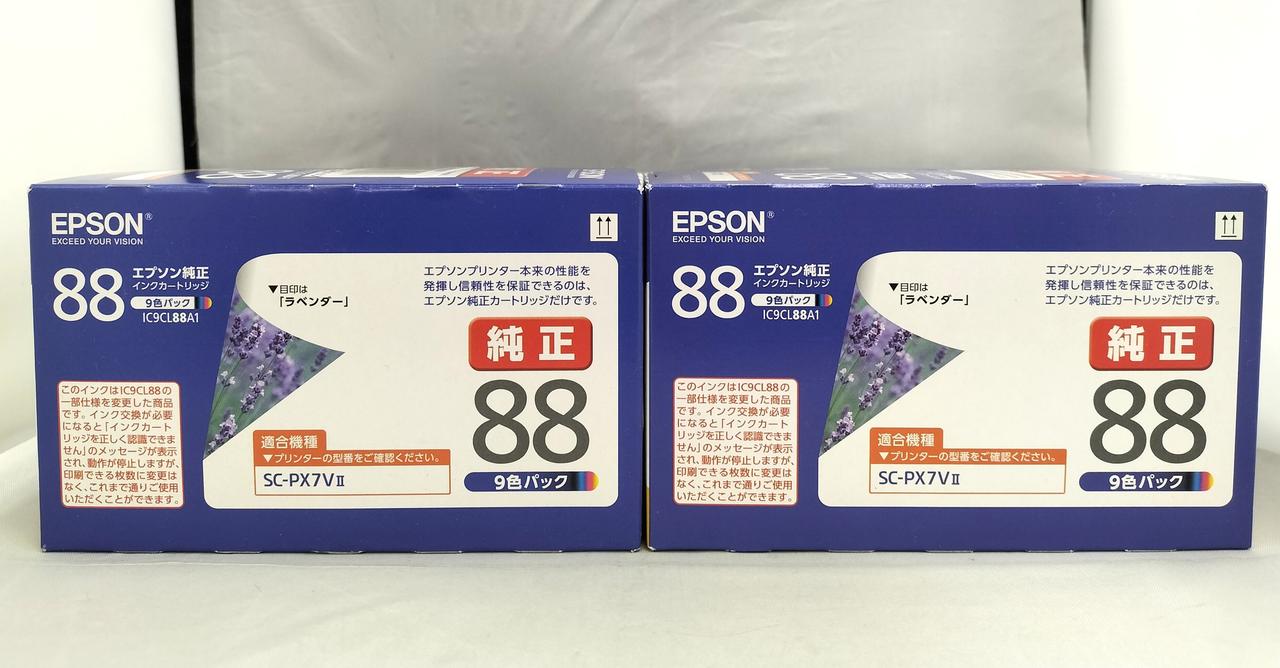 EPSON®
EXCEED YOUR VISION
88
エプソン純正
インクカートリッジ
9色パック
IC9CL88A1
▼目印は
「ラベンダー」
エプソンプリンター本来の性能を
発揮し信頼性を保証できるのは、
エプソン純正カートリッジだけです。
純正
88
9色パック
このインクはIC9CL88の
一部仕様を変更した商品
です。インク交換が必要
になると「インクカート
リッジを正しく認識できま
せん」のメッセージが表示
され、動作が停止しますが、
印刷できる枚数に変更は
なく、これまで通りご使用
いただくことができます。
適合機種
▼プリンターの型番をご確認ください。
SC-PX7VⅡ
EPSON®
EXCEED YOUR VISION
88
エプソン純正
インクカートリッジ
9色パック
IC9CL88A1
▼目印は
「ラベンダー」
エプソンプリンター本来の性能を
発揮し信頼性を保証できるのは、
エプソン純正カートリッジだけです。
純正
88
9色パック
このインクはIC9CL88の
一部仕様を変更した商品
です。インク交換が必要
になると「インクカート
リッジを正しく認識できま
せん」のメッセージが表示
され、動作が停止しますが、
印刷できる枚数に変更は
なく、これまで通りご使用
いただくことができます。
適合機種
▼プリンターの型番をご確認ください。
SC-PX7VⅡ